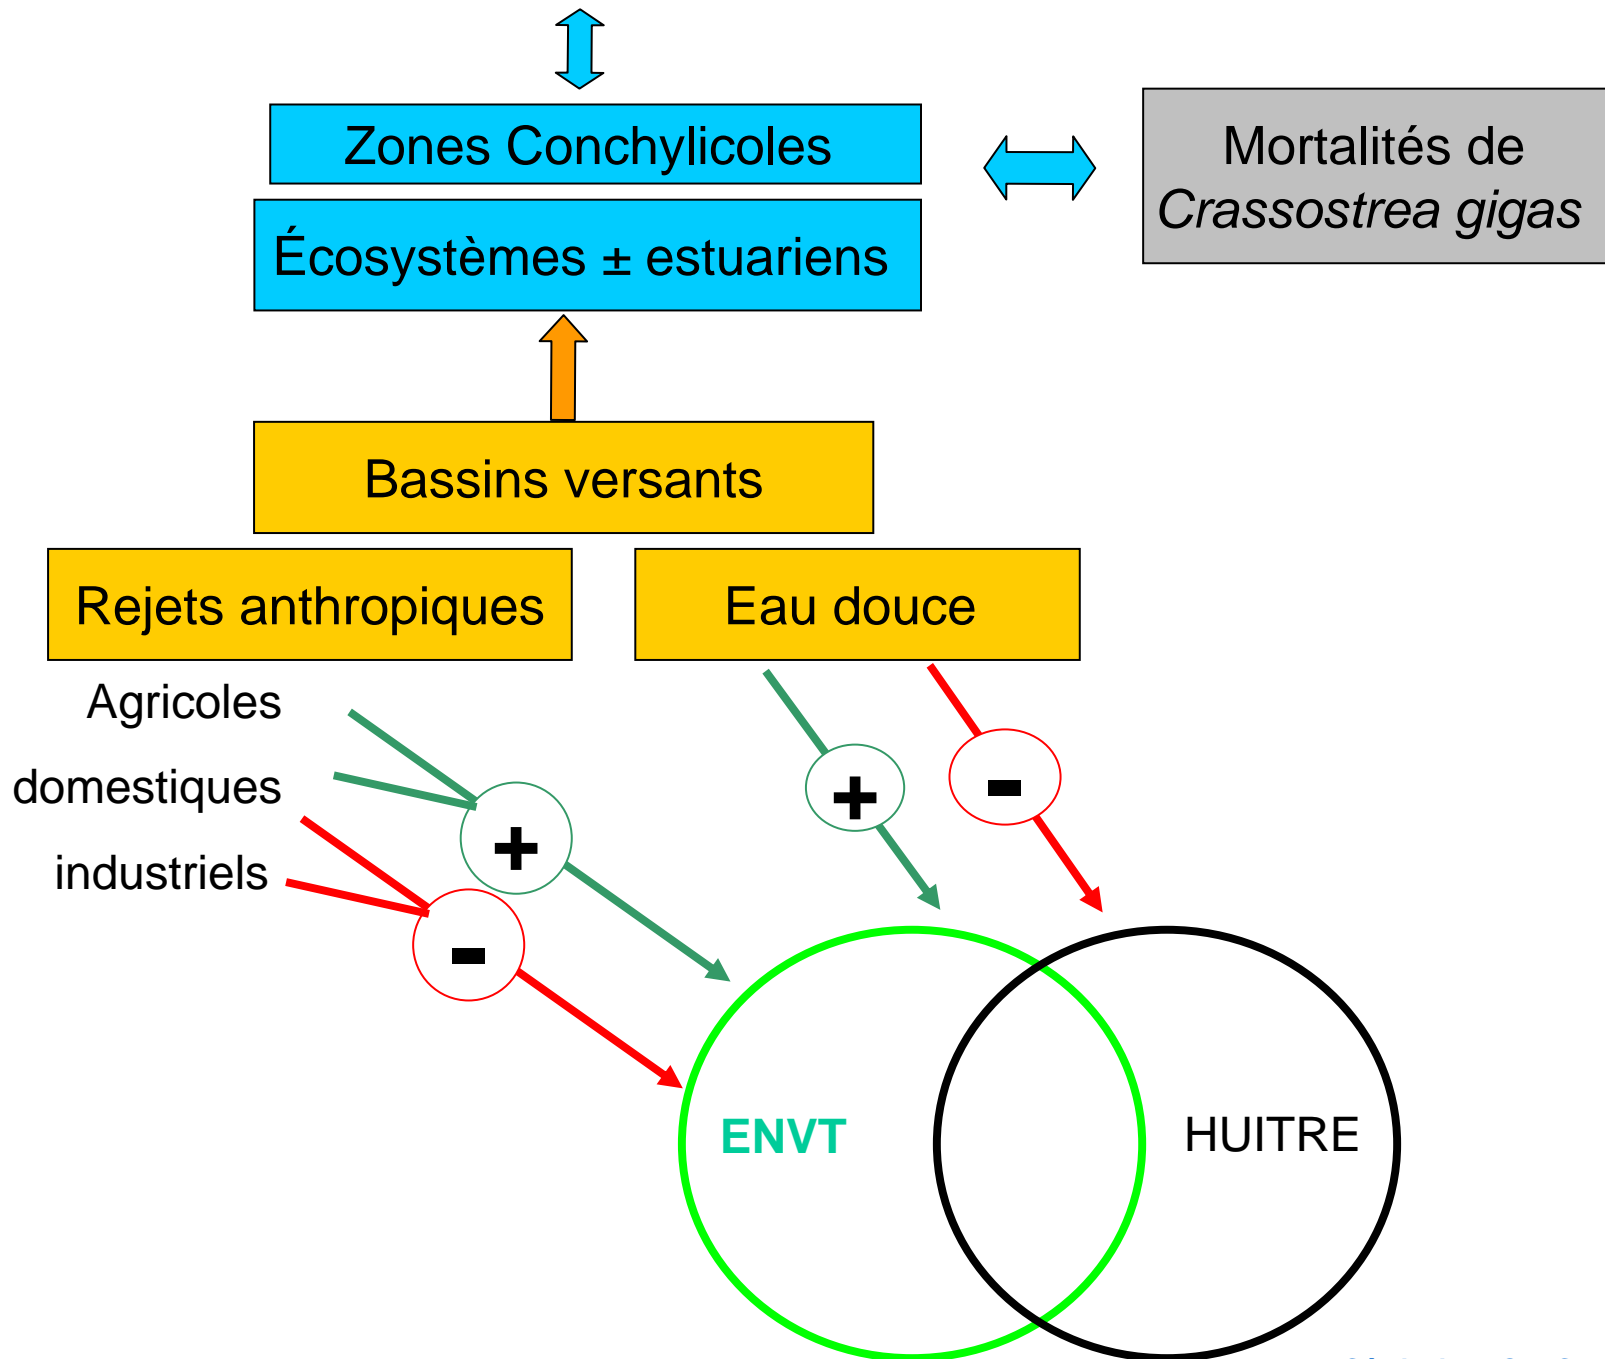 Zones Conchylicoles
Écosystèmes ± estuariens
Mortalités de
Crassostrea gigas
Bassins versants
Rejets anthropiques
Eau douce
Agricoles
domestiques
industriels
+
-
+
-
ENVT
HUITRE